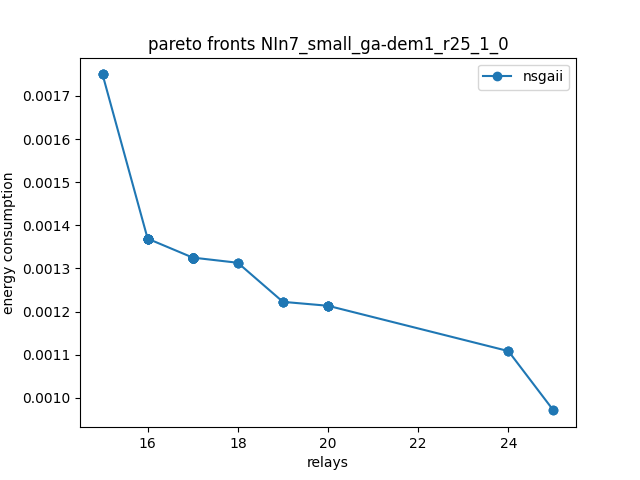 pareto fronts NIn7_small_ga-dem1_r25_1_0
nsgaii
energy consumption
0.0017
0.0016
0.0015
0.0014
0.0013
0.0012
0.0011
0.0010
16 18 20 22 24
relays